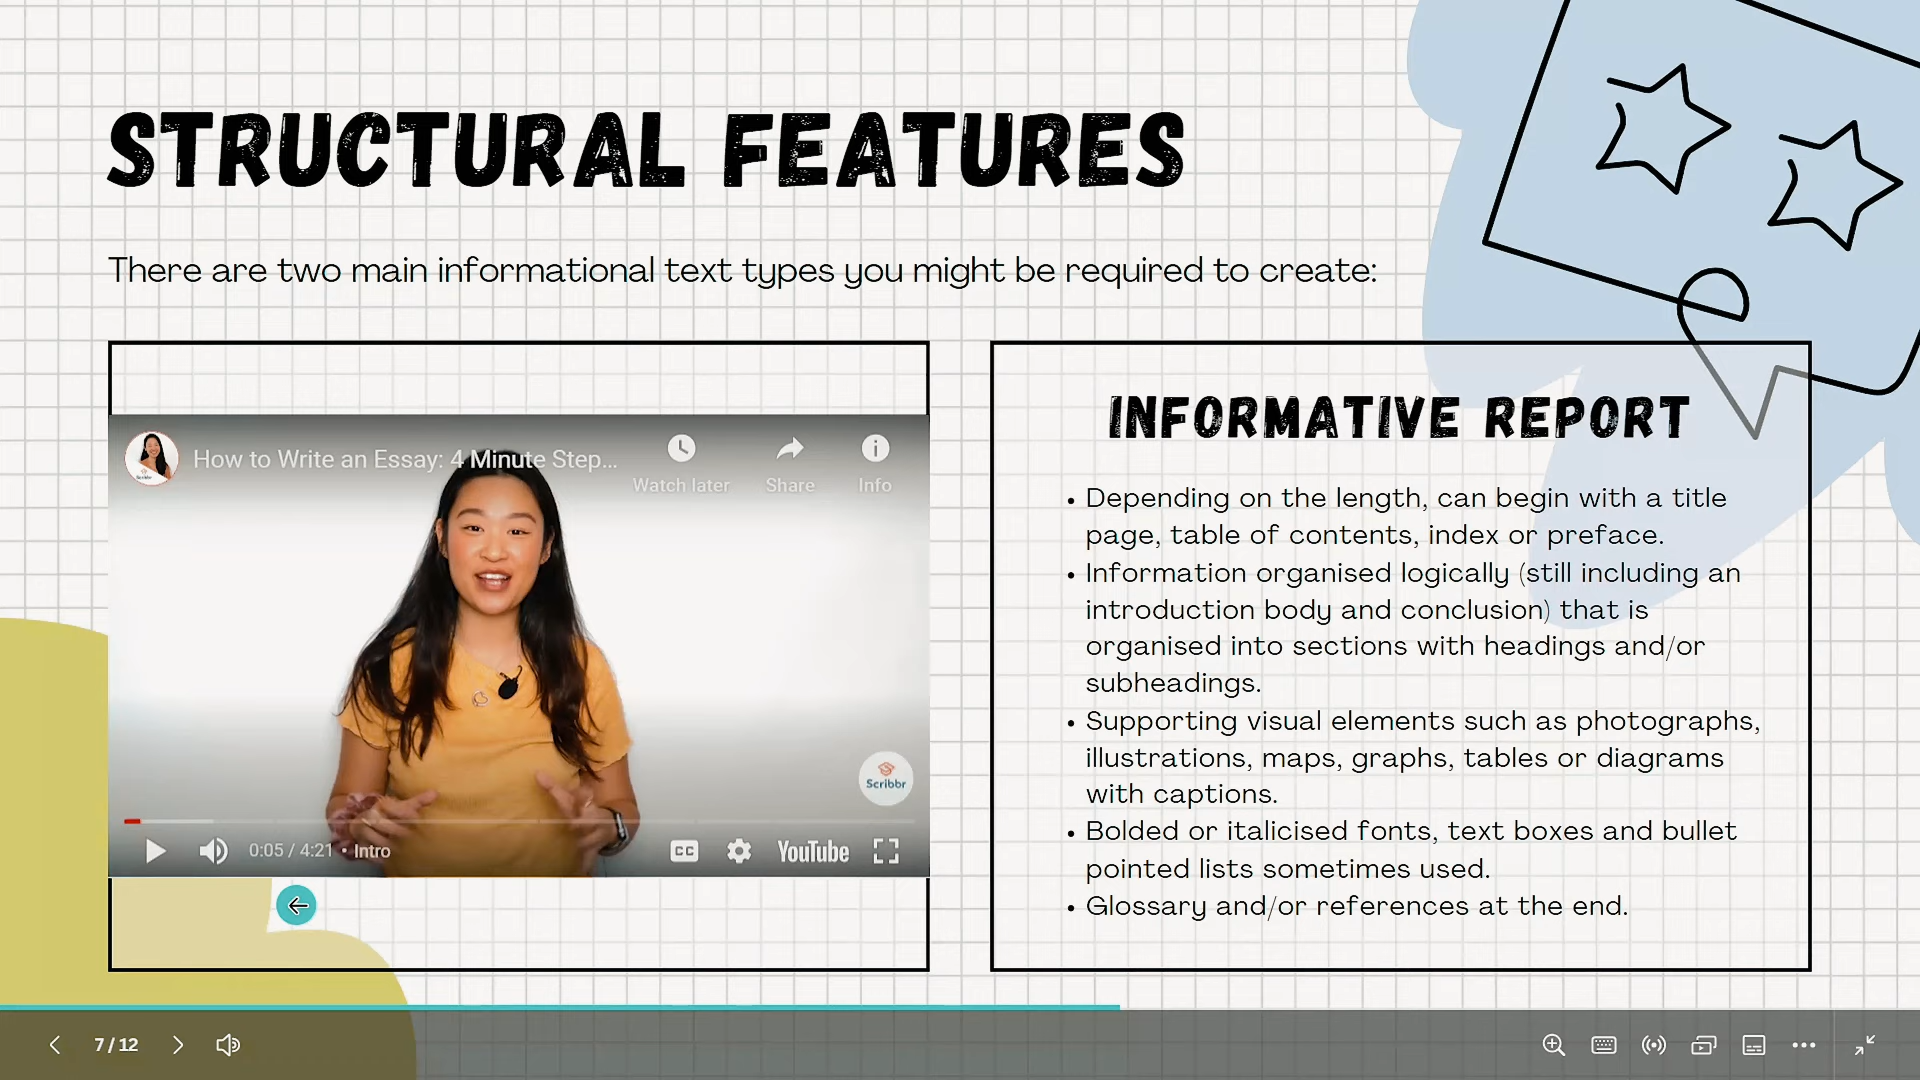 STRUCTURAL FEATURES
There are two main informational text types you might be required to create:
How to Write an Essay: 4 Minute Step...
Watch later
Share
Info
Scribbr
0:05 / 4:21 • Intro
CC
YouTube
INFORMATIVE REPORT
• Depending on the length, can begin with a title
page, table of contents, index or preface.
• Information organised logically (still including an
introduction body and conclusion) that is
organised into sections with headings and/or
subheadings.
• Supporting visual elements such as photographs,
illustrations, maps, graphs, tables or diagrams
with captions.
• Bolded or italicised fonts, text boxes and bullet
pointed lists sometimes used.
• Glossary and/or references at the end.
7 / 12